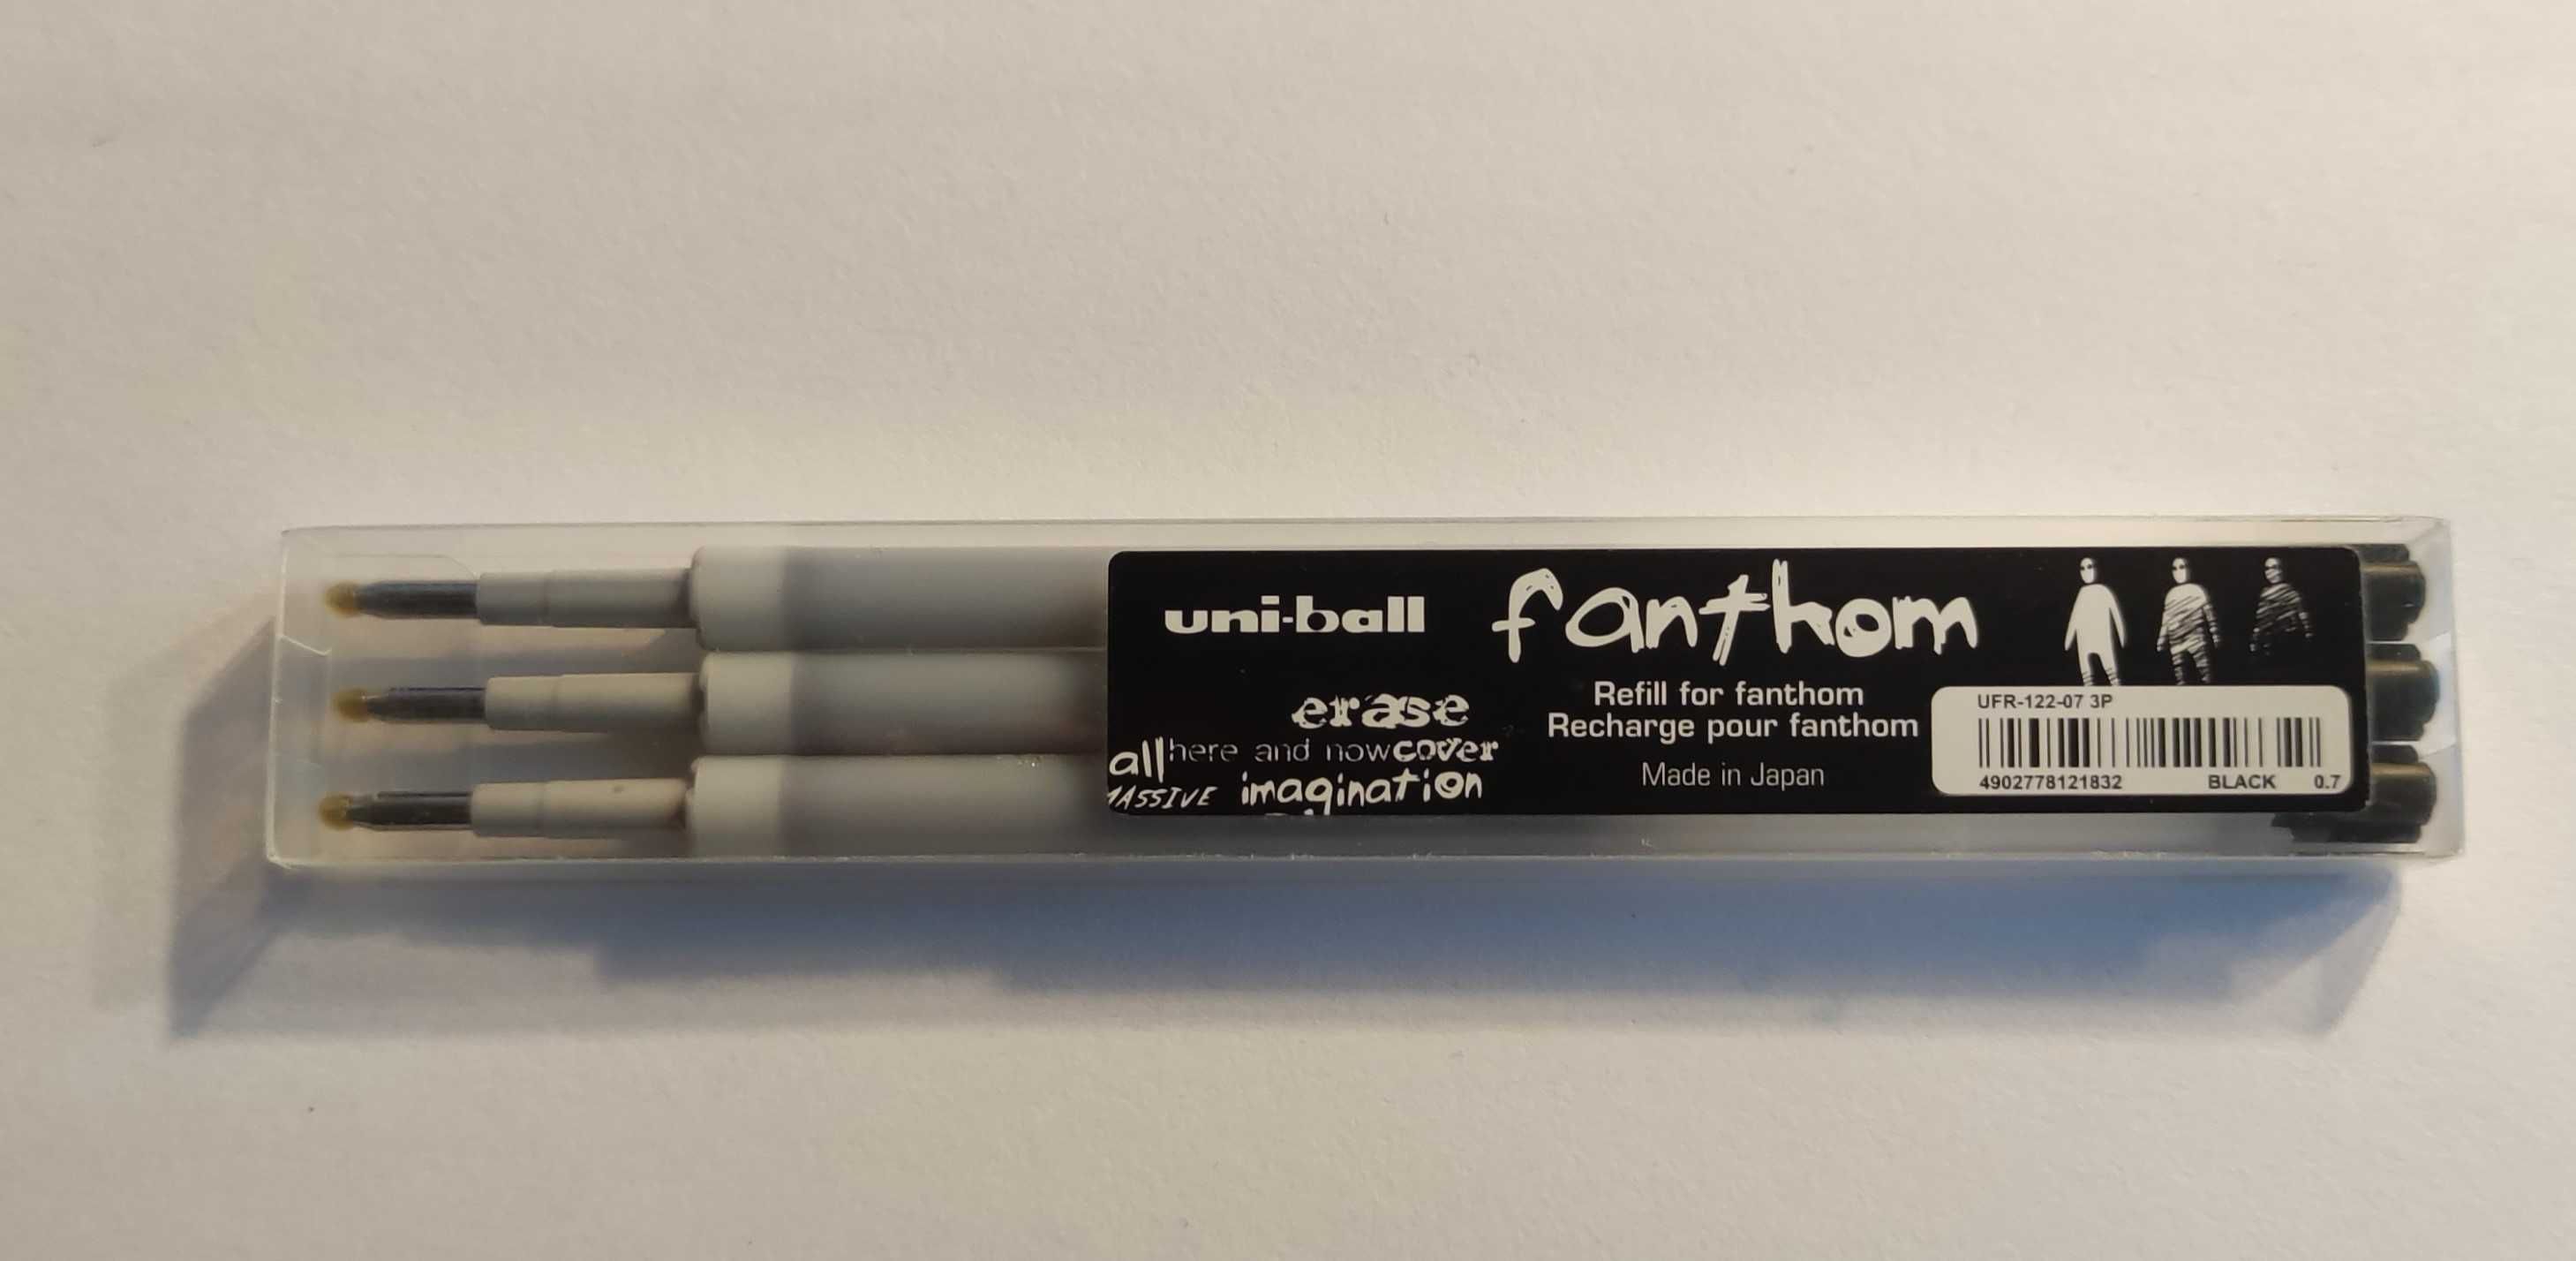 uni-ball fanthom
erase
all here and now cover
MASSIVE imagination
Refill for fanthom
Recharge pour fanthom
Made in Japan
UFR-122-07 3P
4902778121832 BLACK 0.7